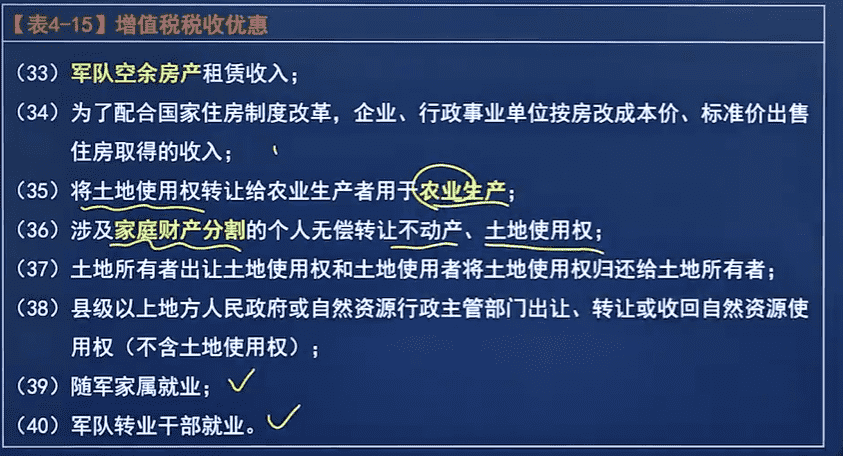 【表4-15】增值税税收优惠
（33）军队空余房产租赁收入；
（34）为了配合国家住房制度改革，企业、行政事业单位按房改成本价、标准价出售
住房取得的收入；
（35）将土地使用权转让给农业生产者用于农业生产；
（36）涉及家庭财产分割的个人无偿转让不动产、土地使用权；
（37）土地所有者出让土地使用权和土地使用者将土地使用权归还给土地所有者；
（38）县级以上地方人民政府或自然资源行政主管部门出让、转让或收回自然资源使
用权（不含土地使用权）；
（39）随军家属就业；
（40）军队转业干部就业。